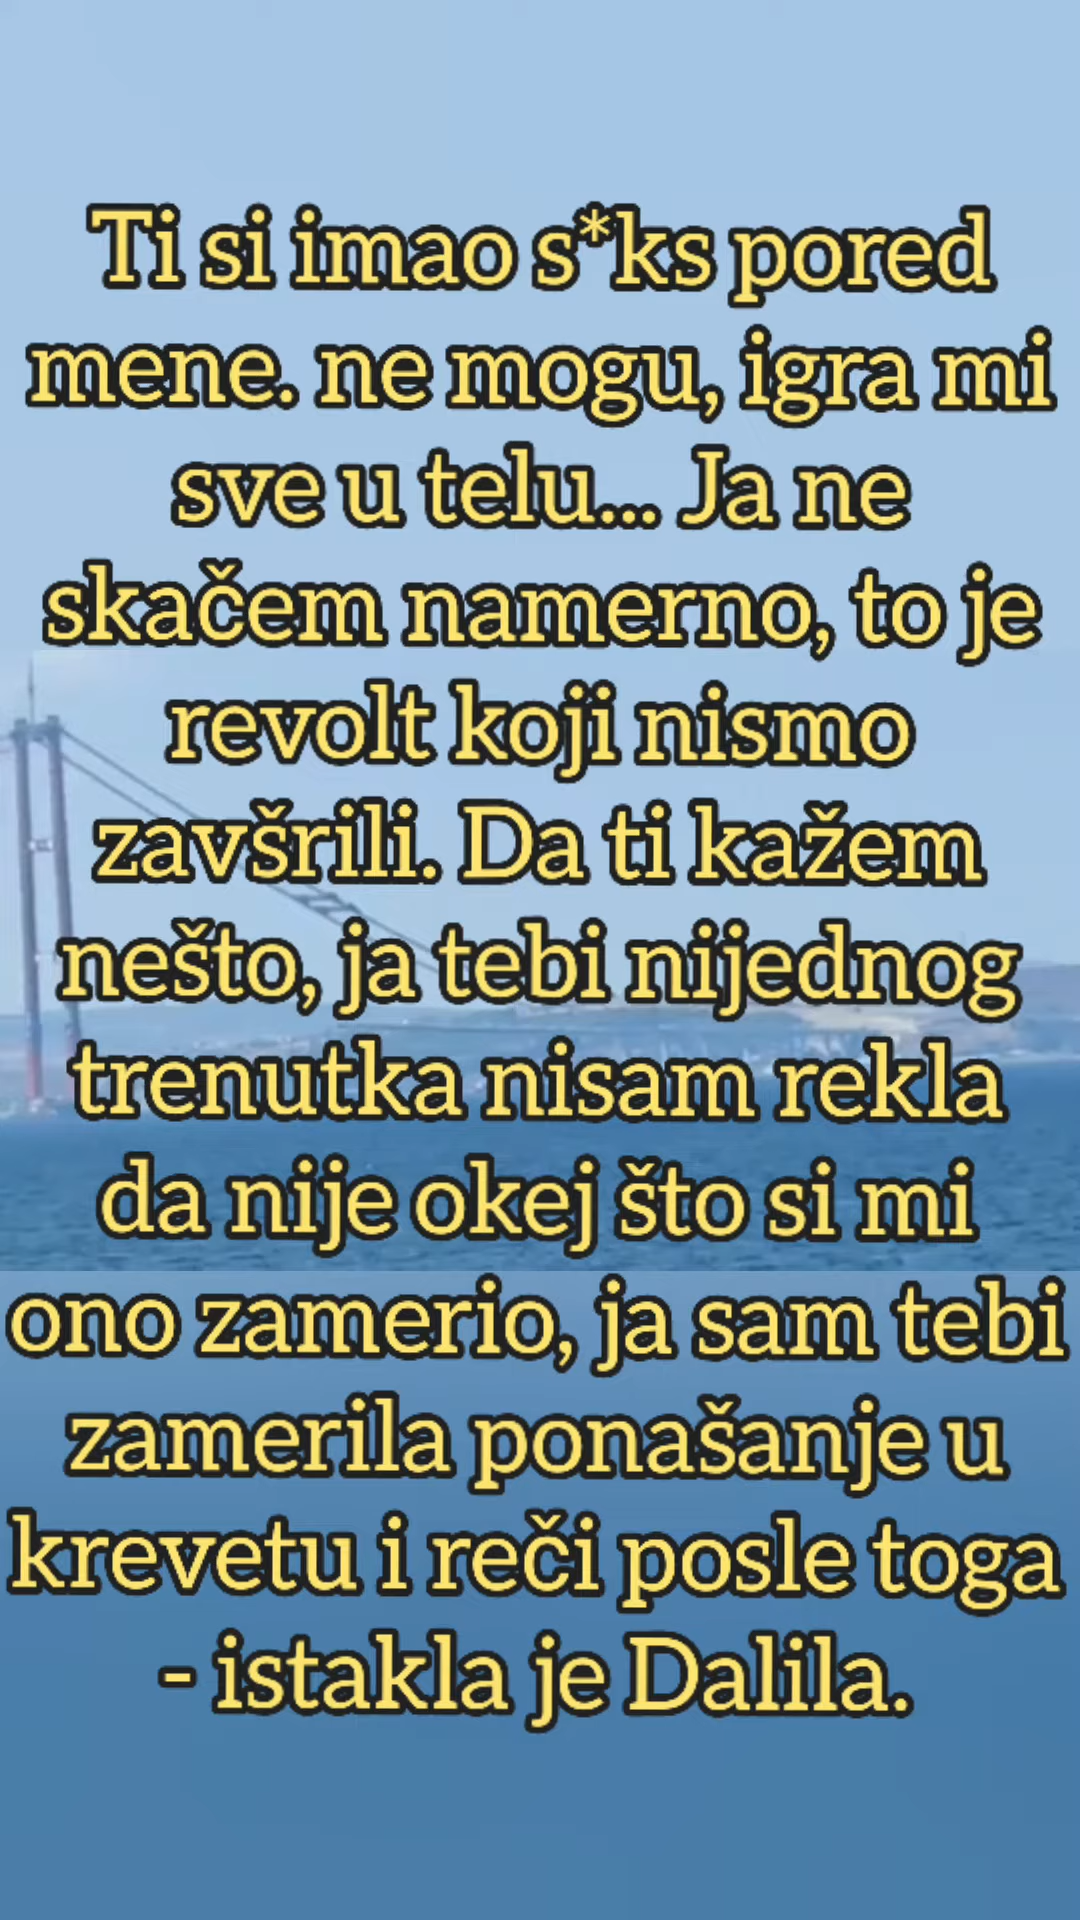 Ti si imao s*ks pored
mene. ne mogu, igra mi
sve u telu... Ja ne
skačem namerno, to je
revolt koji nismo
zavšrili. Da ti kažem
nešto, ja tebi nijednog
trenutka nisam rekla
da nije okej što si mi
ono zamerio, ja sam tebi
zamerila ponašanje u
krevetu i reči posle toga
- istakla je Dalila.